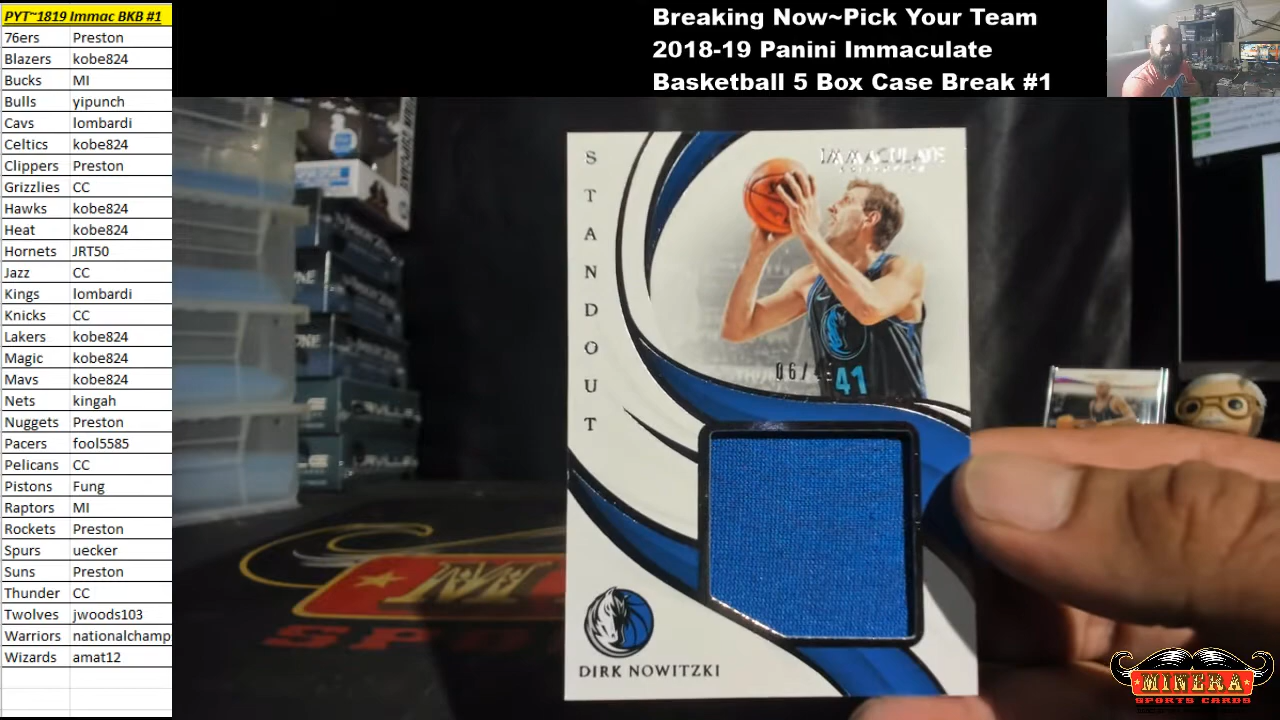 PYT~1819 Immac BKB #1
76ers Preston
Blazers kobe824
Bucks MI
Bulls yipunch
Cavs lombardi
Celtics kobe824
Clippers Preston
Grizzlies CC
Hawks kobe824
Heat kobe824
Hornets JRT50
Jazz CC
Kings lombardi
Knicks CC
Lakers kobe824
Magic kobe824
Mavs kobe824
Nets kingah
Nuggets Preston
Pacers fool5585
Pelicans CC
Pistons Fung
Raptors MI
Rockets Preston
Spurs uecker
Suns Preston
Thunder CC
Twolves jwoods103
Warriors nationalchamp
Wizards amat12
Breaking Now~Pick Your Team
2018-19 Panini Immaculate
Basketball 5 Box Case Break #1
IMMACULATE
COLLECTION
STANDOUT
06/
41
DIRK NOWITZKI
M
MINERA
SPORTS CARDS